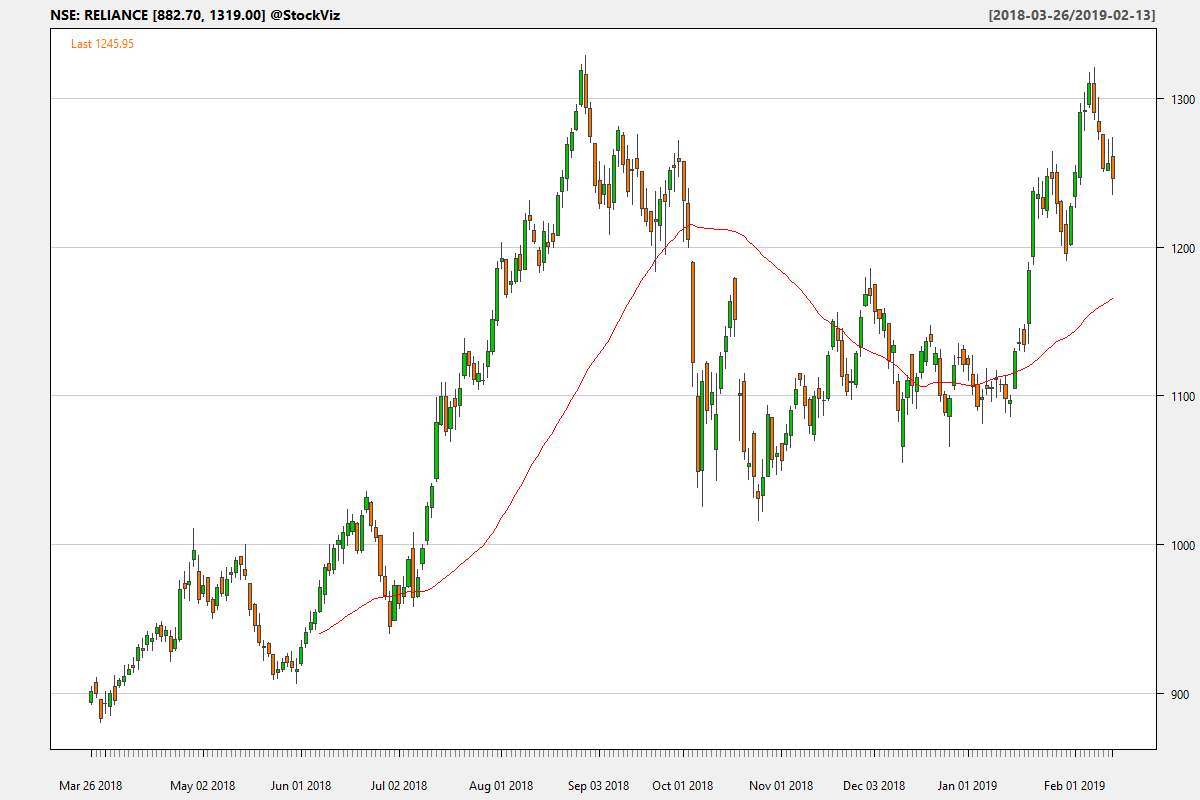 NSE: RELIANCE [882.70, 1319.00] @StockViz
[2018-03-26/2019-02-13]
Last 1245.95
1300
1200
1100
1000
900
Mar 26 2018 May 02 2018 Jun 01 2018 Jul 02 2018 Aug 01 2018 Sep 03 2018 Oct 01 2018 Nov 01 2018 Dec 03 2018 Jan 01 2019 Feb 01 2019